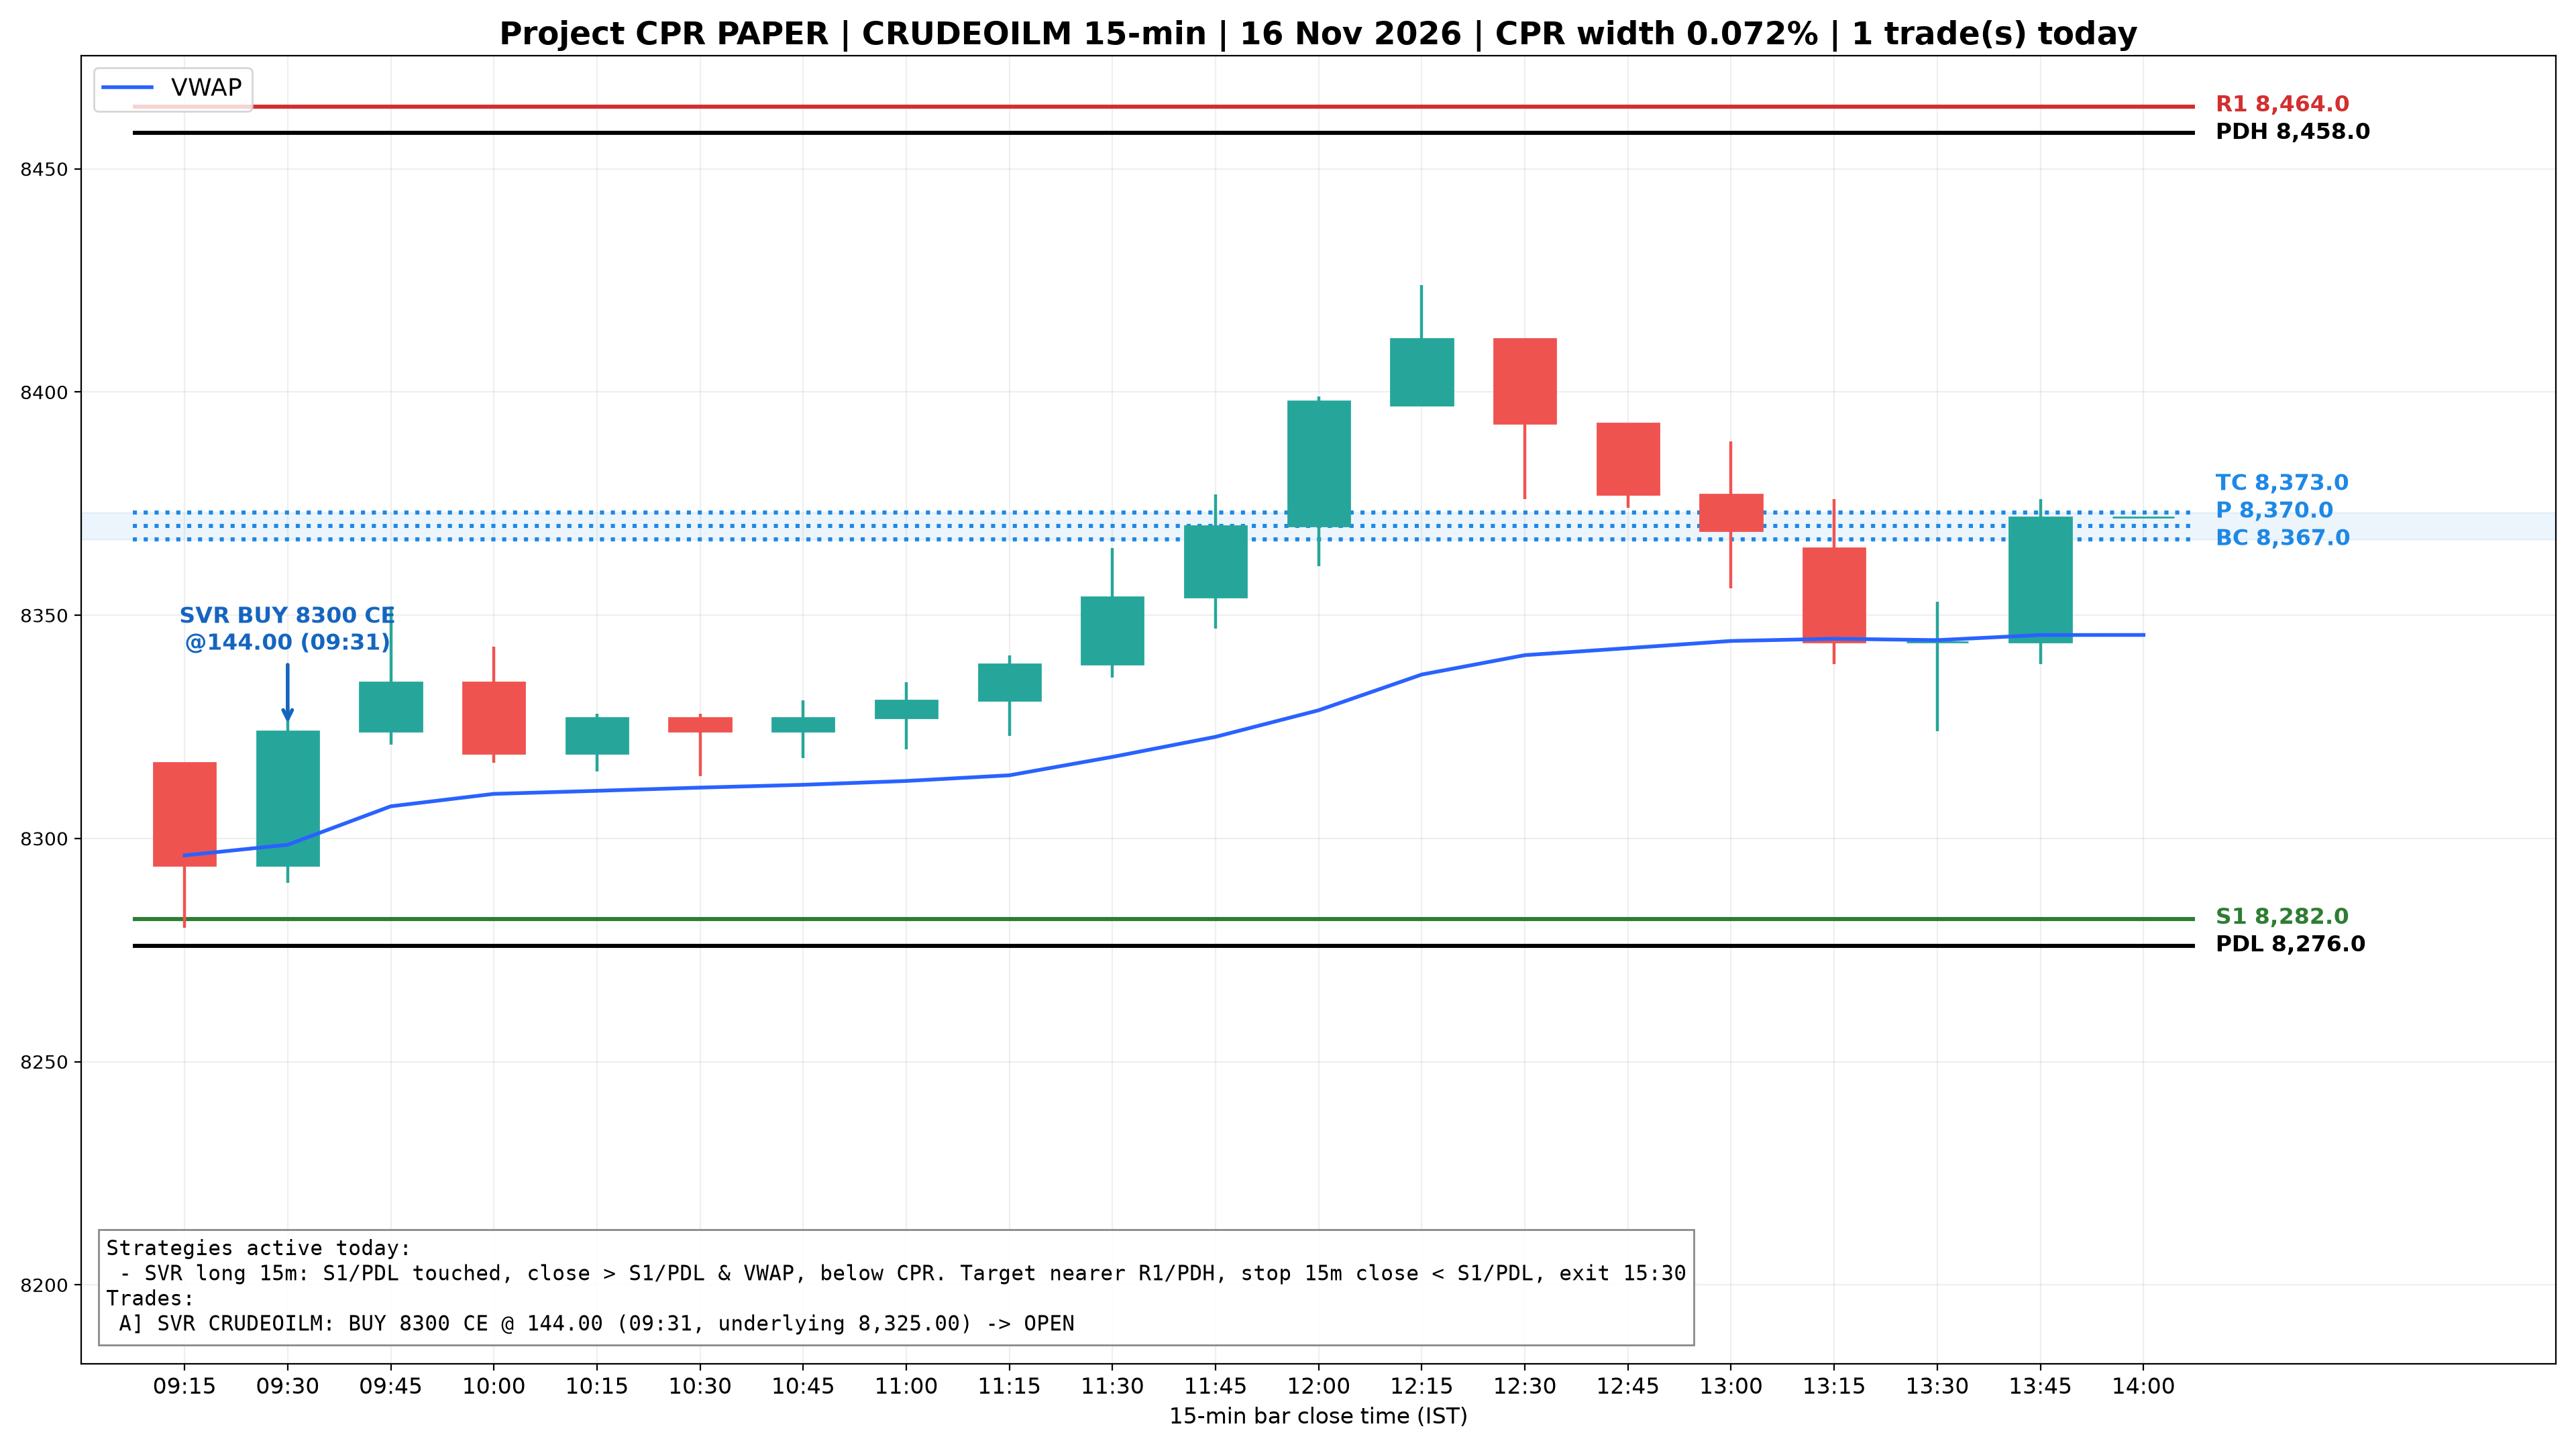 Project CPR PAPER | CRUDEOILM 15-min | 16 Nov 2026 | CPR width 0.072% | 1 trade(s) today
VWAP
R1 8,464.0
PDH 8,458.0
8450
8400
TC 8,373.0
P 8,370.0
BC 8,367.0
8350
SVR BUY 8300 CE
@144.00 (09:31)
8300
S1 8,282.0
PDL 8,276.0
8250
8200
Strategies active today:
- SVR long 15m: S1/PDL touched, close > S1/PDL & VWAP, below CPR. Target nearer R1/PDH, stop 15m close < S1/PDL, exit 15:30
Trades:
A] SVR CRUDEOILM: BUY 8300 CE @ 144.00 (09:31, underlying 8,325.00) -> OPEN
09:15 09:30 09:45 10:00 10:15 10:30 10:45 11:00 11:15 11:30 11:45 12:00 12:15 12:30 12:45 13:00 13:15 13:30 13:45 14:00
15-min bar close time (IST)